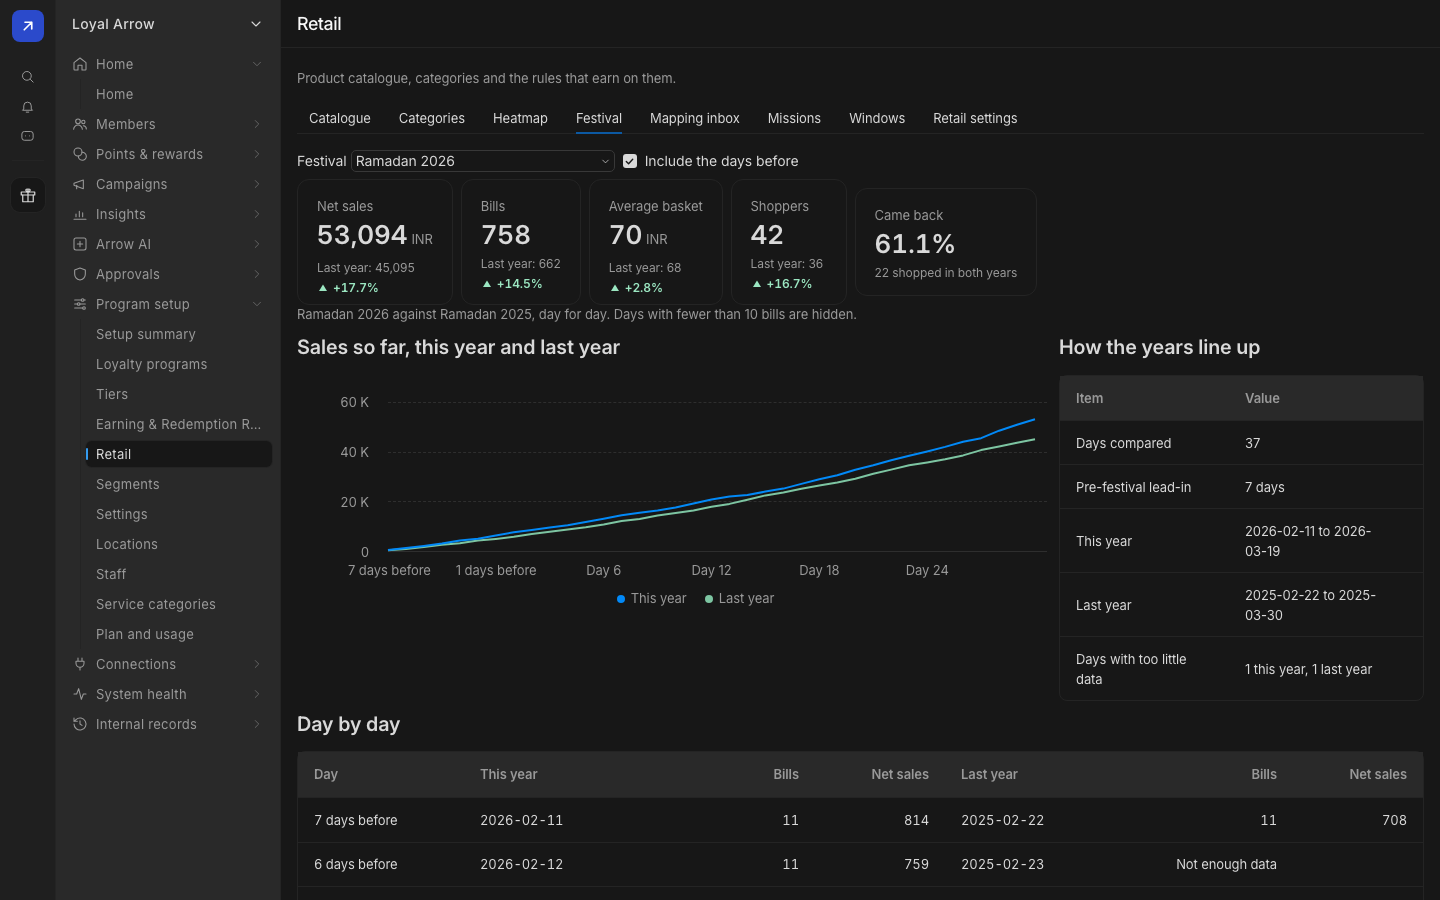 Loyal Arrow
Home
Home
Members
Points & rewards
Campaigns
Insights
Arrow AI
Approvals
Program setup
Setup summary
Loyalty programs
Tiers
Earning & Redemption R...
Retail
Segments
Settings
Locations
Staff
Service categories
Plan and usage
Connections
System health
Internal records
Retail
Product catalogue, categories and the rules that earn on them.
Catalogue Categories Heatmap Festival Mapping inbox Missions Windows Retail settings
Festival Ramadan 2026 Include the days before
Net sales
53,094 INR
Last year: 45,095
▲ +17.7%
Bills
758
Last year: 662
▲ +14.5%
Average basket
70 INR
Last year: 68
▲ +2.8%
Shoppers
42
Last year: 36
▲ +16.7%
Came back
61.1%
22 shopped in both years
Ramadan 2026 against Ramadan 2025, day for day. Days with fewer than 10 bills are hidden.
Sales so far, this year and last year
60 K
40 K
20 K
0
7 days before 1 days before Day 6 Day 12 Day 18 Day 24
This year Last year
How the years line up
Item Value
Days compared 37
Pre-festival lead-in 7 days
This year 2026-02-11 to 2026-
03-19
Last year 2025-02-22 to 2025-
03-30
Days with too little
data
1 this year, 1 last year
Day by day
Day This year Bills Net sales Last year Bills Net sales
7 days before 2026-02-11 11 814 2025-02-22 11 708
6 days before 2026-02-12 11 759 2025-02-23 Not enough data